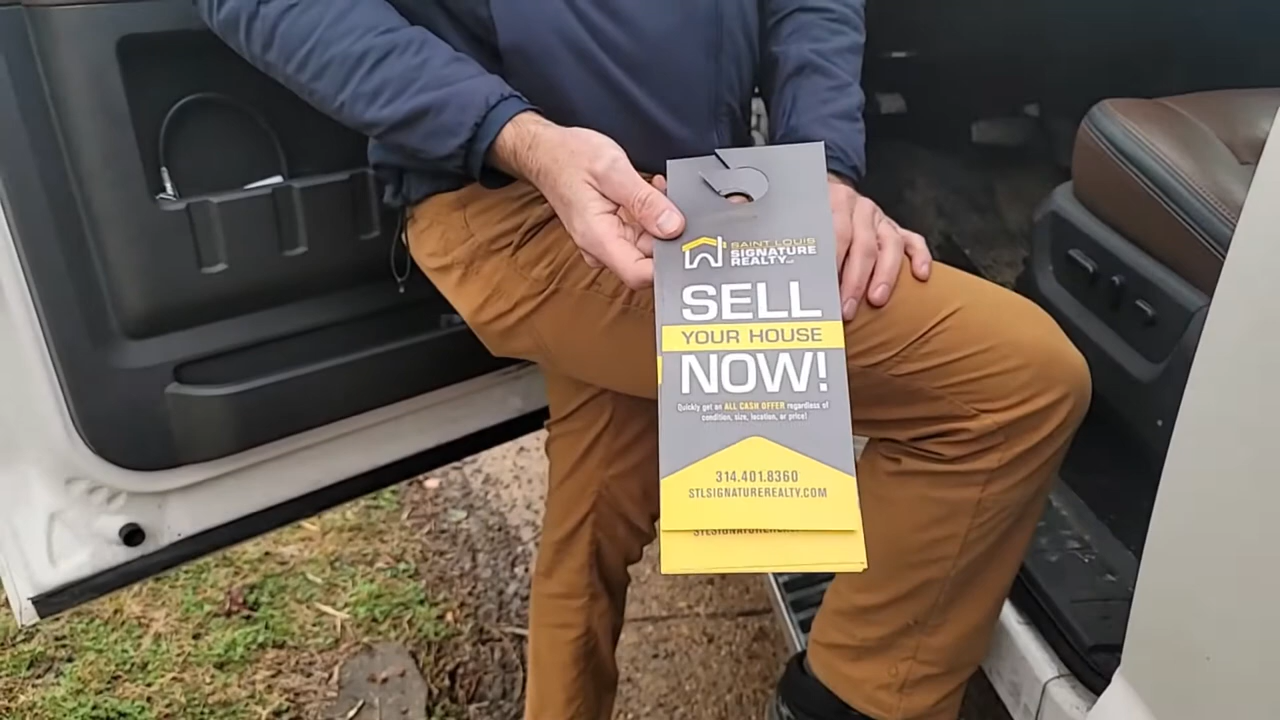 SAINT LOUIS
SIGNATURE
REALTY LLC
SELL
YOUR HOUSE
NOW!
Quickly get an ALL CASH OFFER regardless of
condition, size, location, or price!
314.401.8360
STLSIGNATUREREALTY.COM